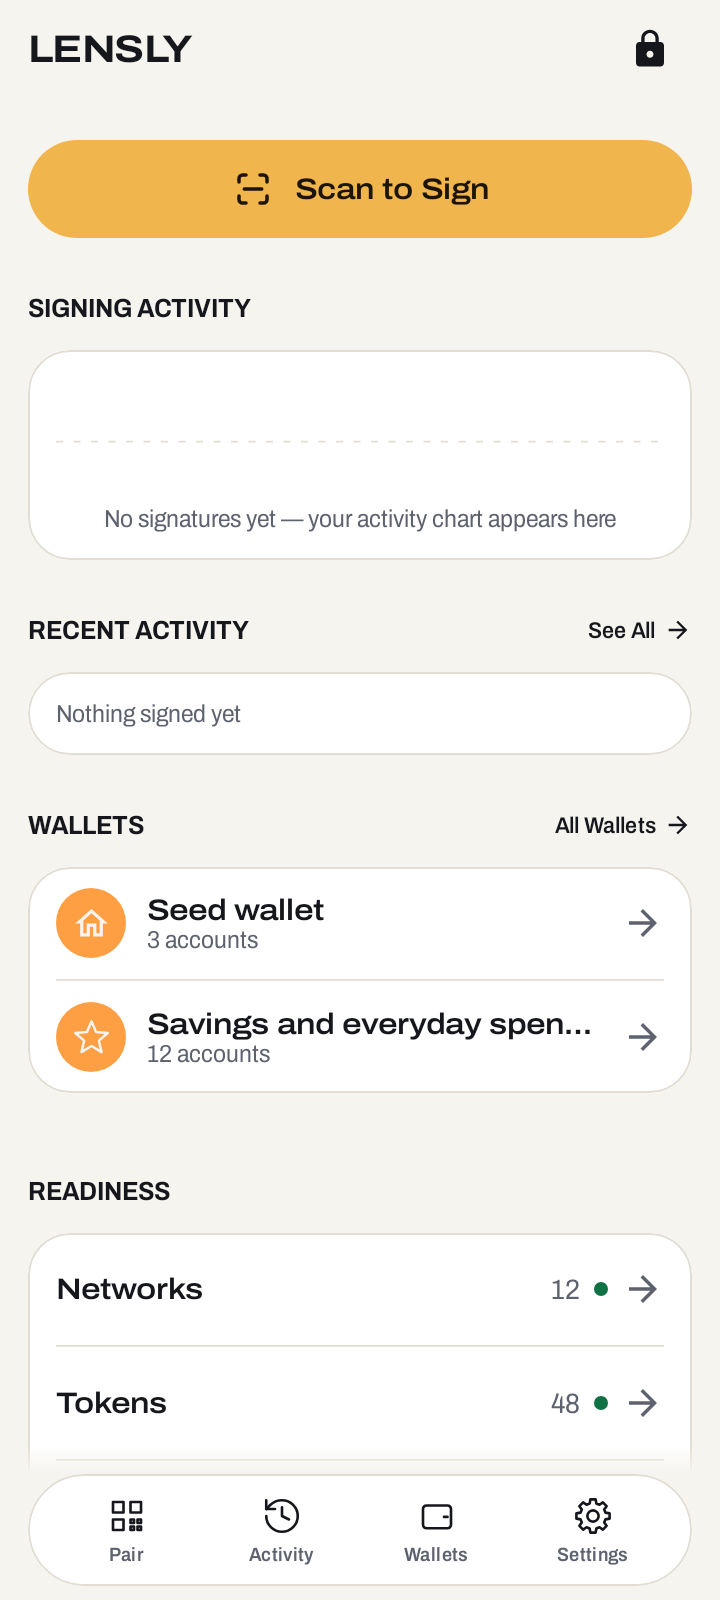 LENSLY
Scan to Sign
SIGNING ACTIVITY
No signatures yet — your activity chart appears here
RECENT ACTIVITY
See All
Nothing signed yet
WALLETS
All Wallets
Seed wallet
3 accounts
Savings and everyday spen...
12 accounts
READINESS
Networks
12
Tokens
48
Pair
Activity
Wallets
Settings